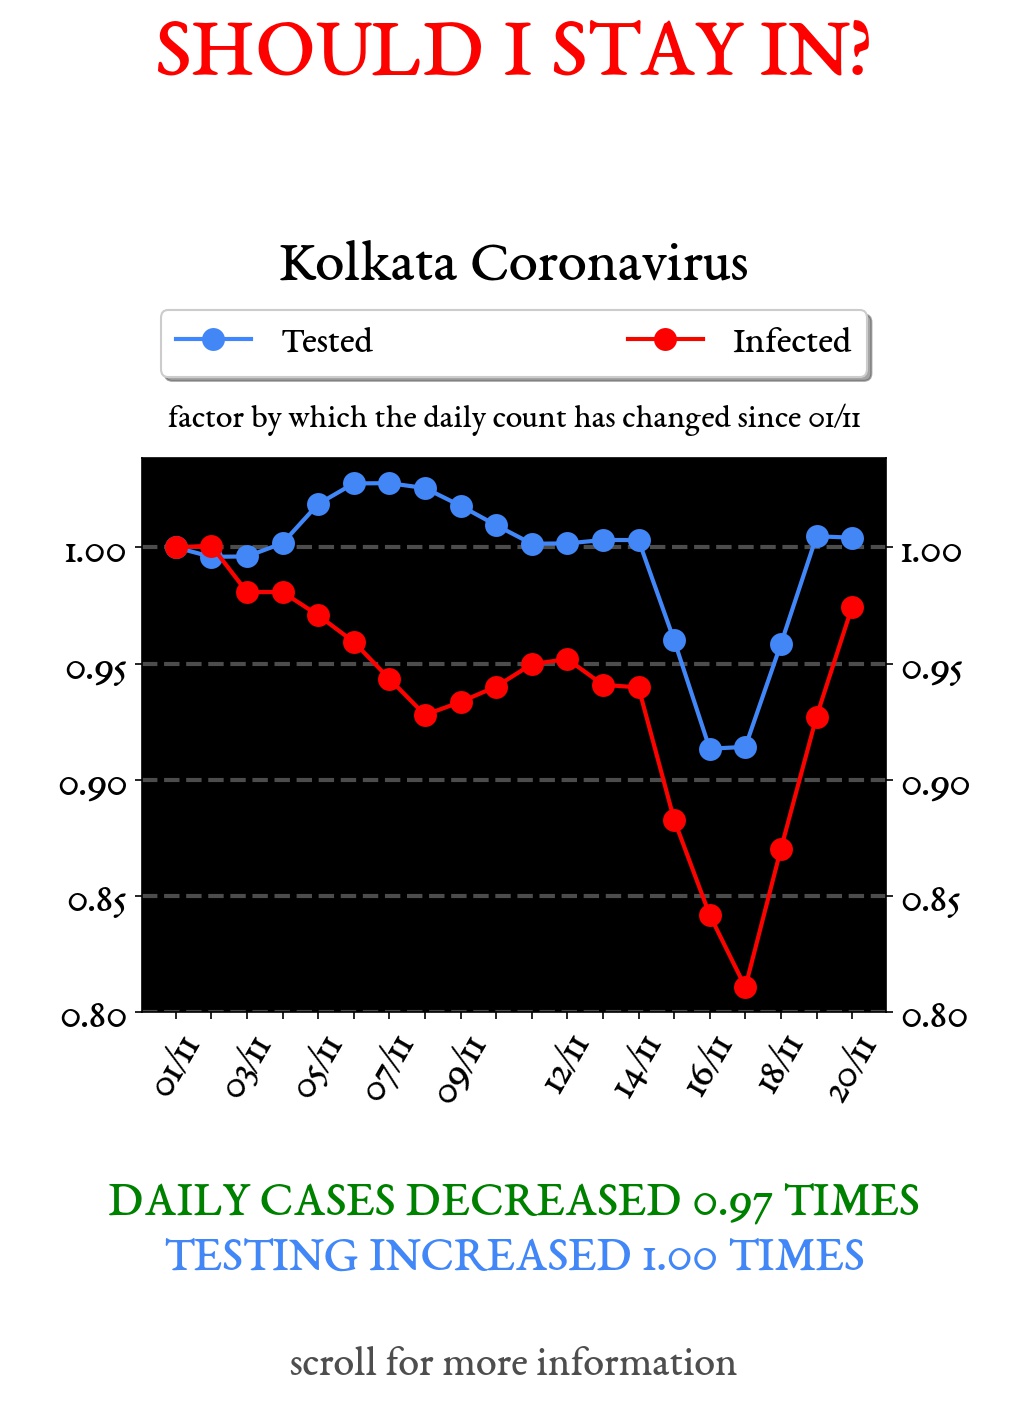 SHOULD I STAY IN?
Kolkata Coronavirus
Tested Infected
factor by which the daily count has changed since 01/11
1.00 1.00
0.95 0.95
0.90 0.90
0.85 0.85
0.80 0.80
01/11 03/11 05/11 07/11 09/11 12/11 14/11 16/11 18/11 20/11
DAILY CASES DECREASED 0.97 TIMES
TESTING INCREASED 1.00 TIMES
scroll for more information